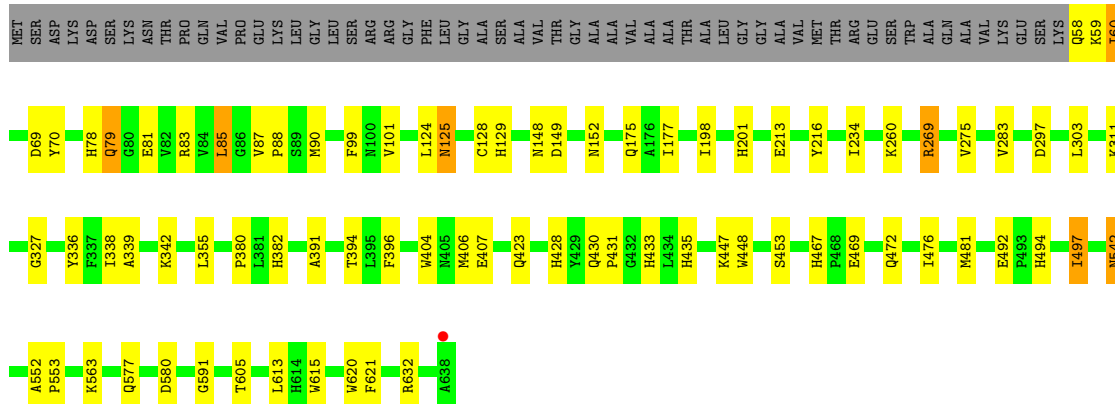 MET SER ASP LYS ASP SER LYS ASN THR PRO GLN VAL PRO GLU LYS LEU GLY LEU SER ARG ARG GLY PHE LEU GLY ALA SER ALA VAL THR GLY ALA ALA VAL ALA ALA THR ALA LEU GLY GLY ALA VAL MET THR ARG GLU SER TRP ALA GLN ALA VAL LYS GLU SER LYS Q58 K59 I60
D69 Y70 H78 Q79 G80 E81 V82 R83 V84 L85 G86 V87 P88 S89 M90 F99 N100 V101 L124 N125 C128 H129 N148 D149 N152 Q175 A176 I177 I198 H201 E213 Y216 I234 K260 R269 V275 V283 D297 L303 K311
G327 Y336 F337 I338 A339 K342 L355 P380 L381 H382 A391 T394 L395 F396 W404 N405 M406 E407 Q423 H428 Y429 Q430 P431 G432 H433 L434 H435 K447 W448 S453 H467 P468 E469 Q472 I476 M481 E492 P493 H494 I497 N542
A552 P553 K563 Q577 D580 G591 T605 L613 H614 W615 W620 F621 R632 A638